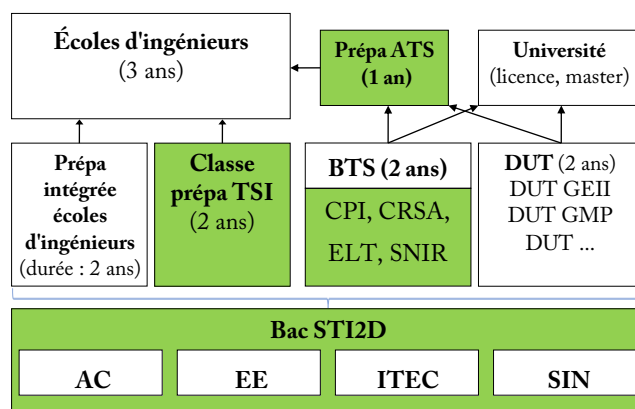 Écoles d'ingénieurs
(3 ans)
Prépa ATS
(1 an)
Université
(licence, master)
Prépa
intégrée
écoles
d'ingénieurs
(durée : 2 ans)
Classe
prépa TSI
(2 ans)
BTS (2 ans)
CPI, CRSA,
ELT, SNIR
DUT (2 ans)
DUT GEII
DUT GMP
DUT ...
Bac STI2D
AC
EE
ITEC
SIN